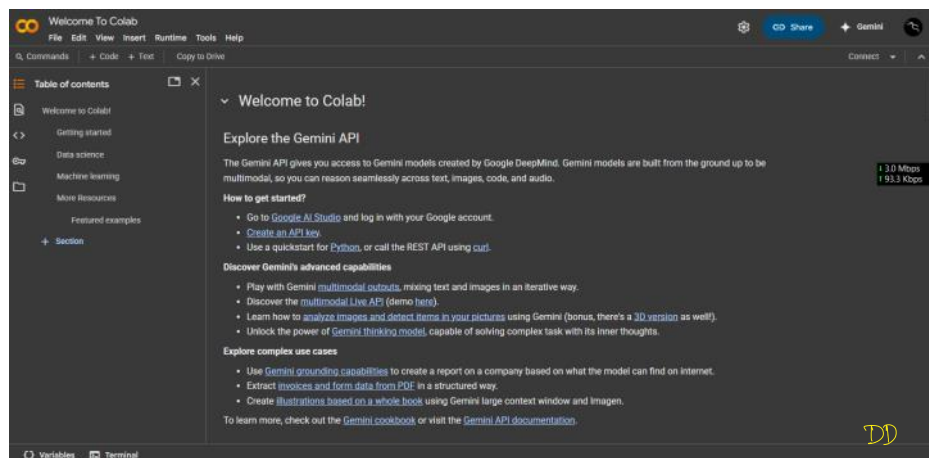 Welcome To Colab
File Edit View Insert Runtime Tools Help
Share
Gemini
Commands + Code + Text Copy to Drive
Connect
Table of contents
Welcome to Colab!
Getting started
Data science
Machine learning
More Resources
Featured examples
+ Section
Welcome to Colab!
Explore the Gemini API
The Gemini API gives you access to Gemini models created by Google DeepMind. Gemini models are built from the ground up to be
multimodal, so you can reason seamlessly across text, images, code, and audio.
How to get started?
• Go to Google AI Studio and log in with your Google account.
• Create an API key.
• Use a quickstart for Python, or call the REST API using curl.
Discover Gemini's advanced capabilities
• Play with Gemini multimodal outputs, mixing text and images in an iterative way.
• Discover the multimodal Live API (demo here).
• Learn how to analyze images and detect items in your pictures using Gemini (bonus, there's a 3D version as well!).
• Unlock the power of Gemini thinking model, capable of solving complex task with its inner thoughts.
Explore complex use cases
• Use Gemini grounding capabilities to create a report on a company based on what the model can find on internet.
• Extract invoices and form data from PDF in a structured way.
• Create illustrations based on a whole book using Gemini large context window and Imagen.
To learn more, check out the Gemini cookbook or visit the Gemini API documentation.
3.0 Mbps
93.3 Kbps
DD
Variables Terminal